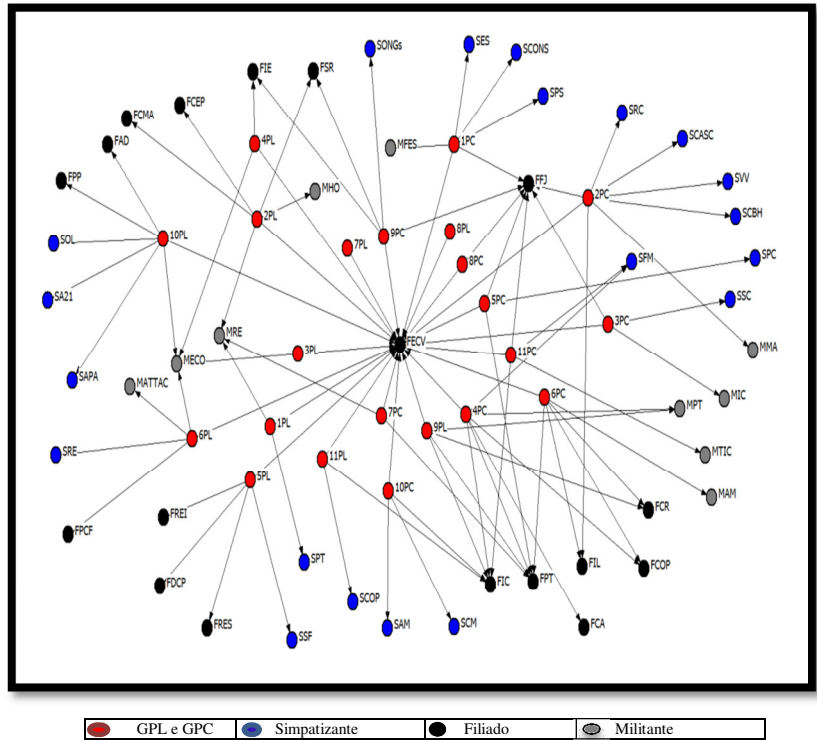 SONGs
SES
SCONS
FIE
FSR
SPS
FCEP
FCMA
SRC
SCASC
FAD
4PL
MFES
1PC
FPP
FFJ
2PC
SVV
MHO
SCBH
2PL
10PL
9PC
8PL
SOL
7PL
8PC
SFM
SPC
SA21
5PC
SSC
3PC
MRE
FECV
MECO
3PL
11PC
MMA
SAPA
MATTAC
6PC
MIC
7PC
4PC
MPT
1PL
9PL
6PL
SRE
11PL
MTIC
5PL
10PC
MAM
FCR
FREI
FPCF
SPT
FIL
FCOP
FDCP
FIC
FPT
SCOP
FRES
SSF
SAM
SCM
FCA
GPL e GPC Simpatizante Filiado Militante